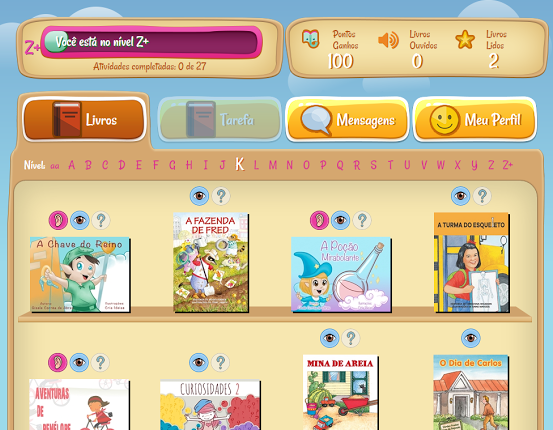 Z+
Você está no nível Z+
Atividades completadas: 0 de 27
Pontos Ganhos
100
Livros Ouvidos
0
Livros Lidos
2
Livros
Tarefa
Mensagens
Meu Perfil
Nível: aa A B C D E F G H I J K L M N O P Q R S T U V W X Y Z Z+
A Chave do Reino
A FAZENDA
DE FRED
A Poção
Mirabolante
A TURMA DO ESQUELETO
AVENTURAS
DE
CURIOSIDADES 2
MINA DE AREIA
O Dia de Carlos